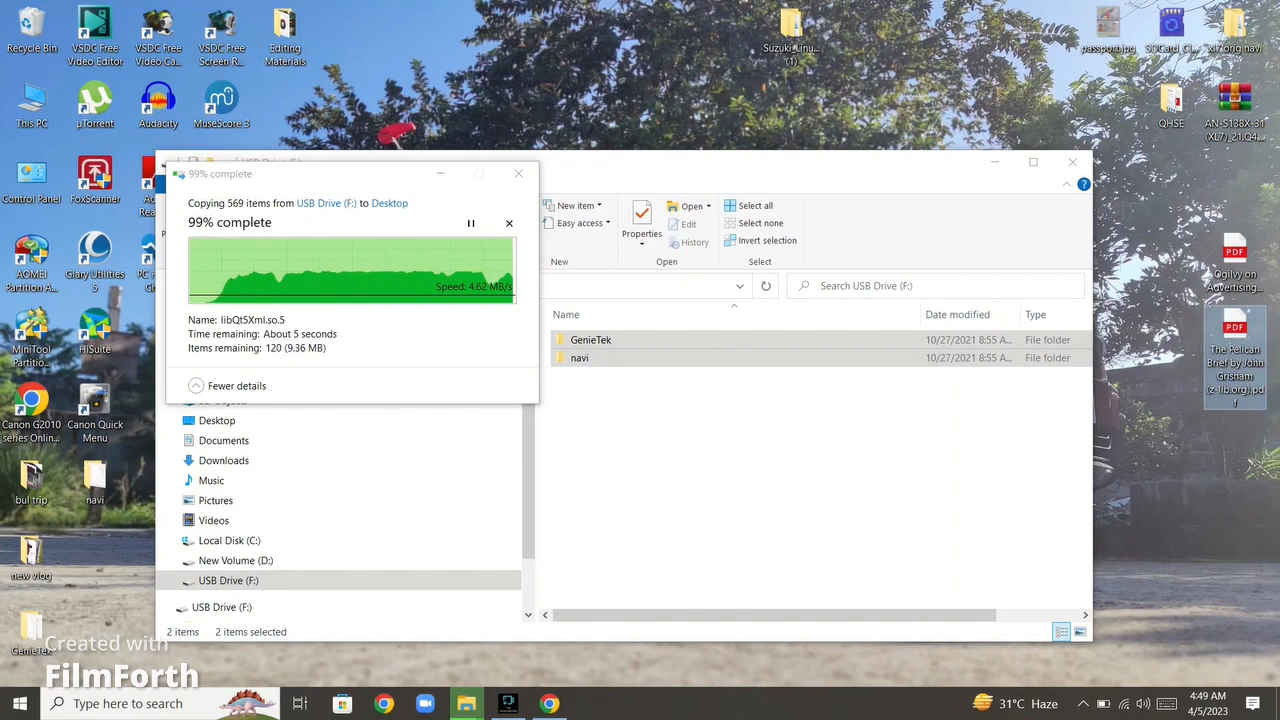 Recycle Bin
VSDC Free
Video Editor
VSDC Free
Video Ca...
VSDC Free
Screen R...
Editing
Materials
Suzuki_Linu...
(1)
passport.jpg
xl7 orig navi
This PC
µTorrent
Audacity
MuseScore 3
QHSE
AN-S138X-31
(XL7)_21.Q4...
Control Panel
FoxScanner
AOMEI
Partition A...
Glary Utilities
5
MiniTool
Partitio...
HiSuite
Canon G2010
series Onlin...
Canon Quick
Menu
bul trip
navi
new vlog
Ogilvy on
Advertising...
The Pelican
Brief by John
Grisham
(z-lib.org).pd
f
99% complete
Copying 569 items from USB Drive (F:) to Desktop
99% complete
Speed: 4.62 MB/s
Name: libQt5Xml.so.5
Time remaining: About 5 seconds
Items remaining: 120 (9.36 MB)
Fewer details
New item
Easy access
New
Properties
Open
Edit
History
Open
Select all
Select none
Invert selection
Select
Search USB Drive (F:)
Name
Date modified
Type
GenieTek
10/27/2021 8:55 A...
File folder
navi
10/27/2021 8:55 A...
File folder
Desktop
Documents
Downloads
Music
Pictures
Videos
Local Disk (C:)
New Volume (D:)
USB Drive (F:)
USB Drive (F:)
2 items
2 items selected
Created with
FilmForth
Type here to search
31°C Haze
4:49 AM
4/5/2023